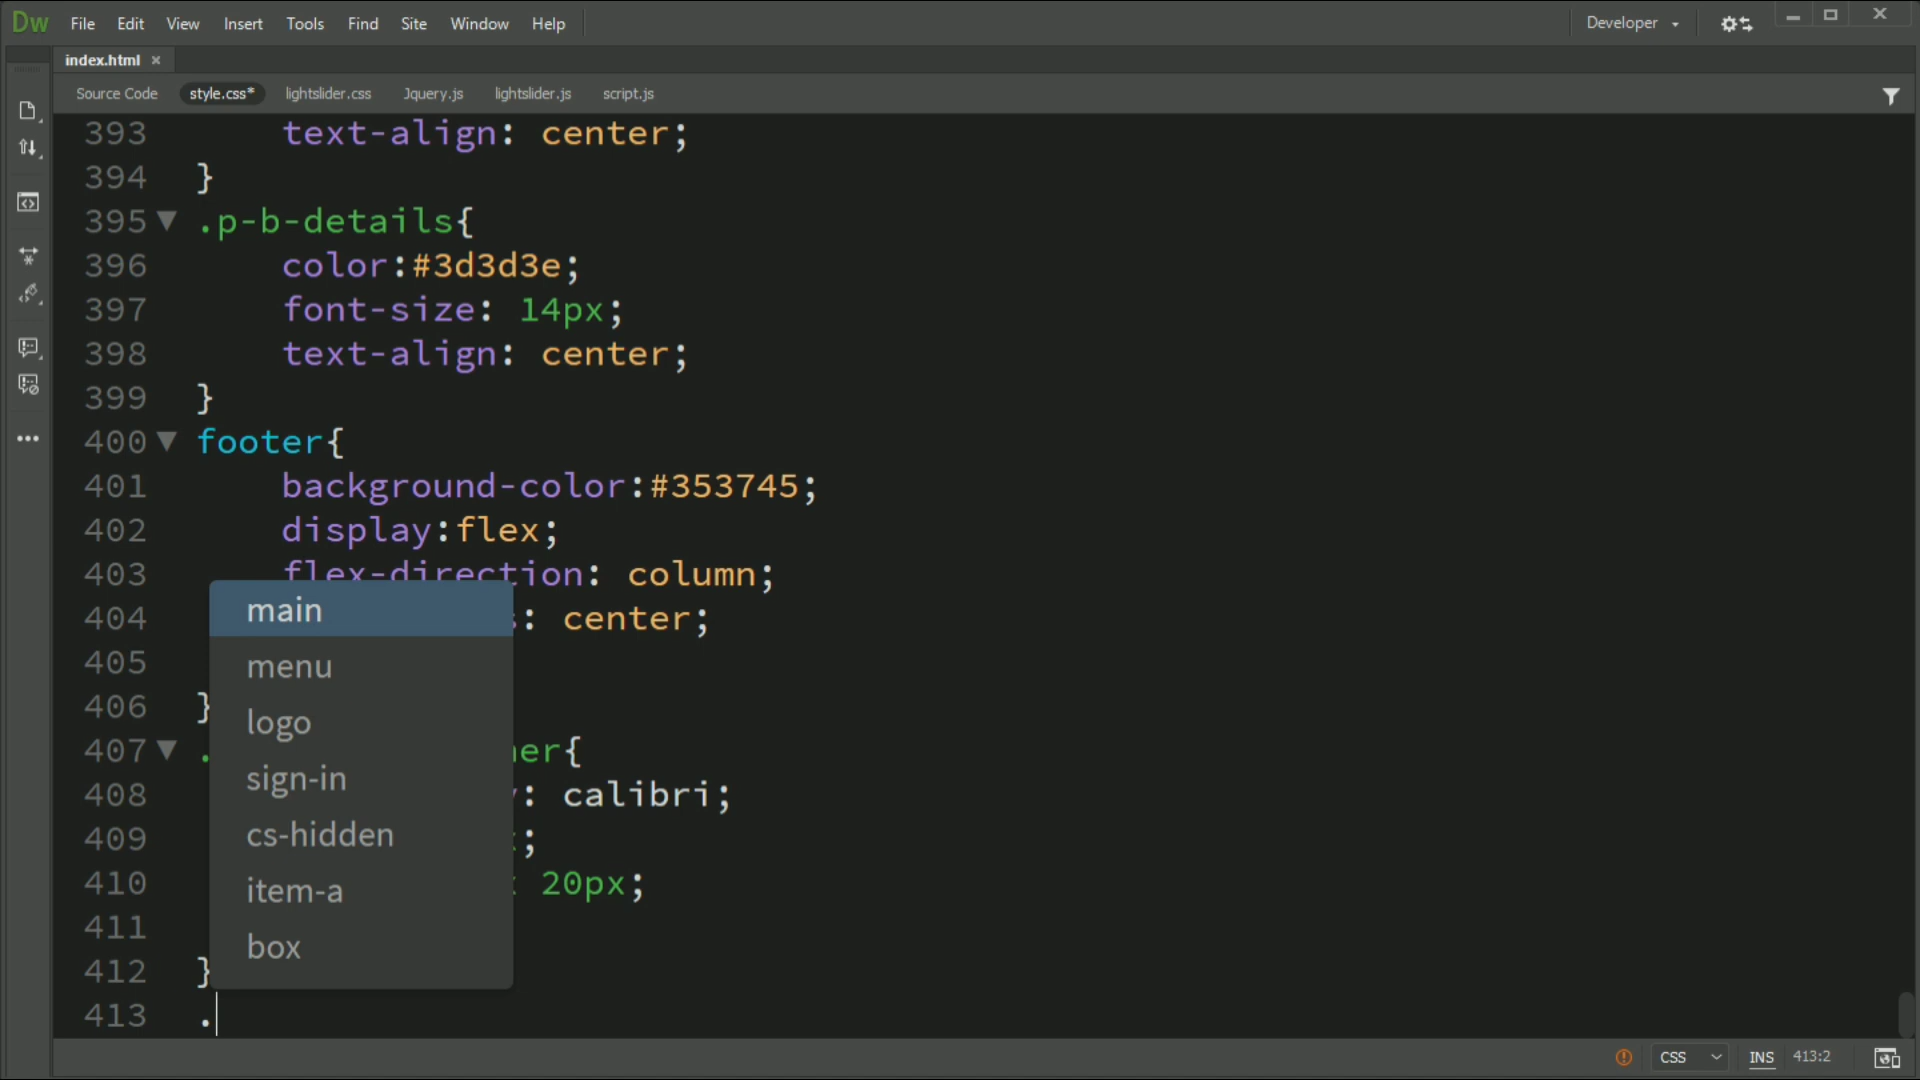 Dw File Edit View Insert Tools Find Site Window Help Developer
index.html ×
Source Code style.css* lightslider.css Jquery.js lightslider.js script.js
393 text-align: center;
394 }
395 .p-b-details{
396 color:#3d3d3e;
397 font-size: 14px;
398 text-align: center;
399 }
400 footer{
401 background-color:#353745;
402 display:flex;
403 flex-direction: column;
404 : center;
405
406 }
407 . er{
408 : calibri;
409 ;
410 20px;
411
412 }
413 .
main
menu
logo
sign-in
cs-hidden
item-a
box
CSS INS 413:2